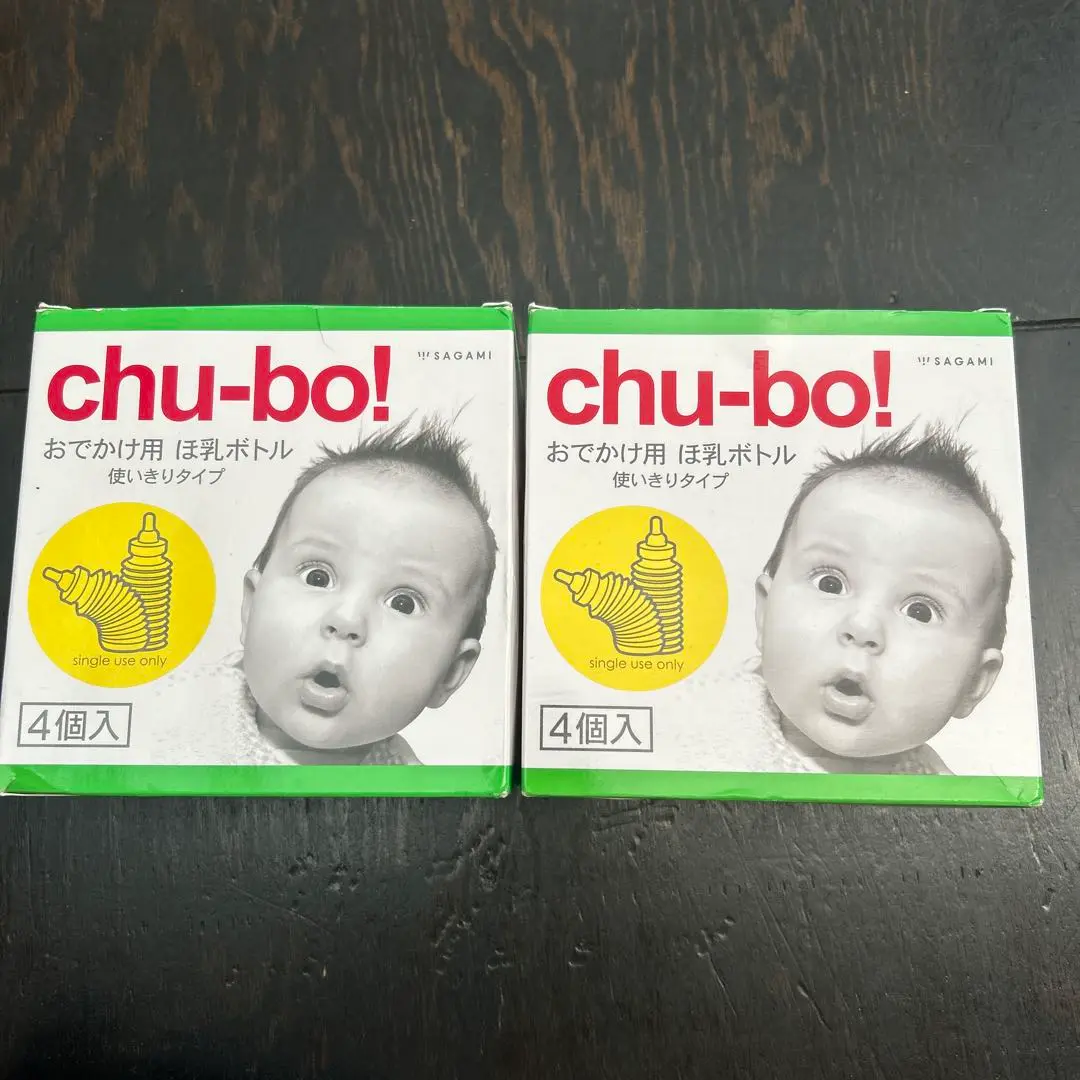 chu-bo!
SAGAMI
おでかけ用 ほ乳ボトル
使いきりタイプ
single use only
4個入
chu-bo!
SAGAMI
おでかけ用 ほ乳ボトル
使いきりタイプ
single use only
4個入